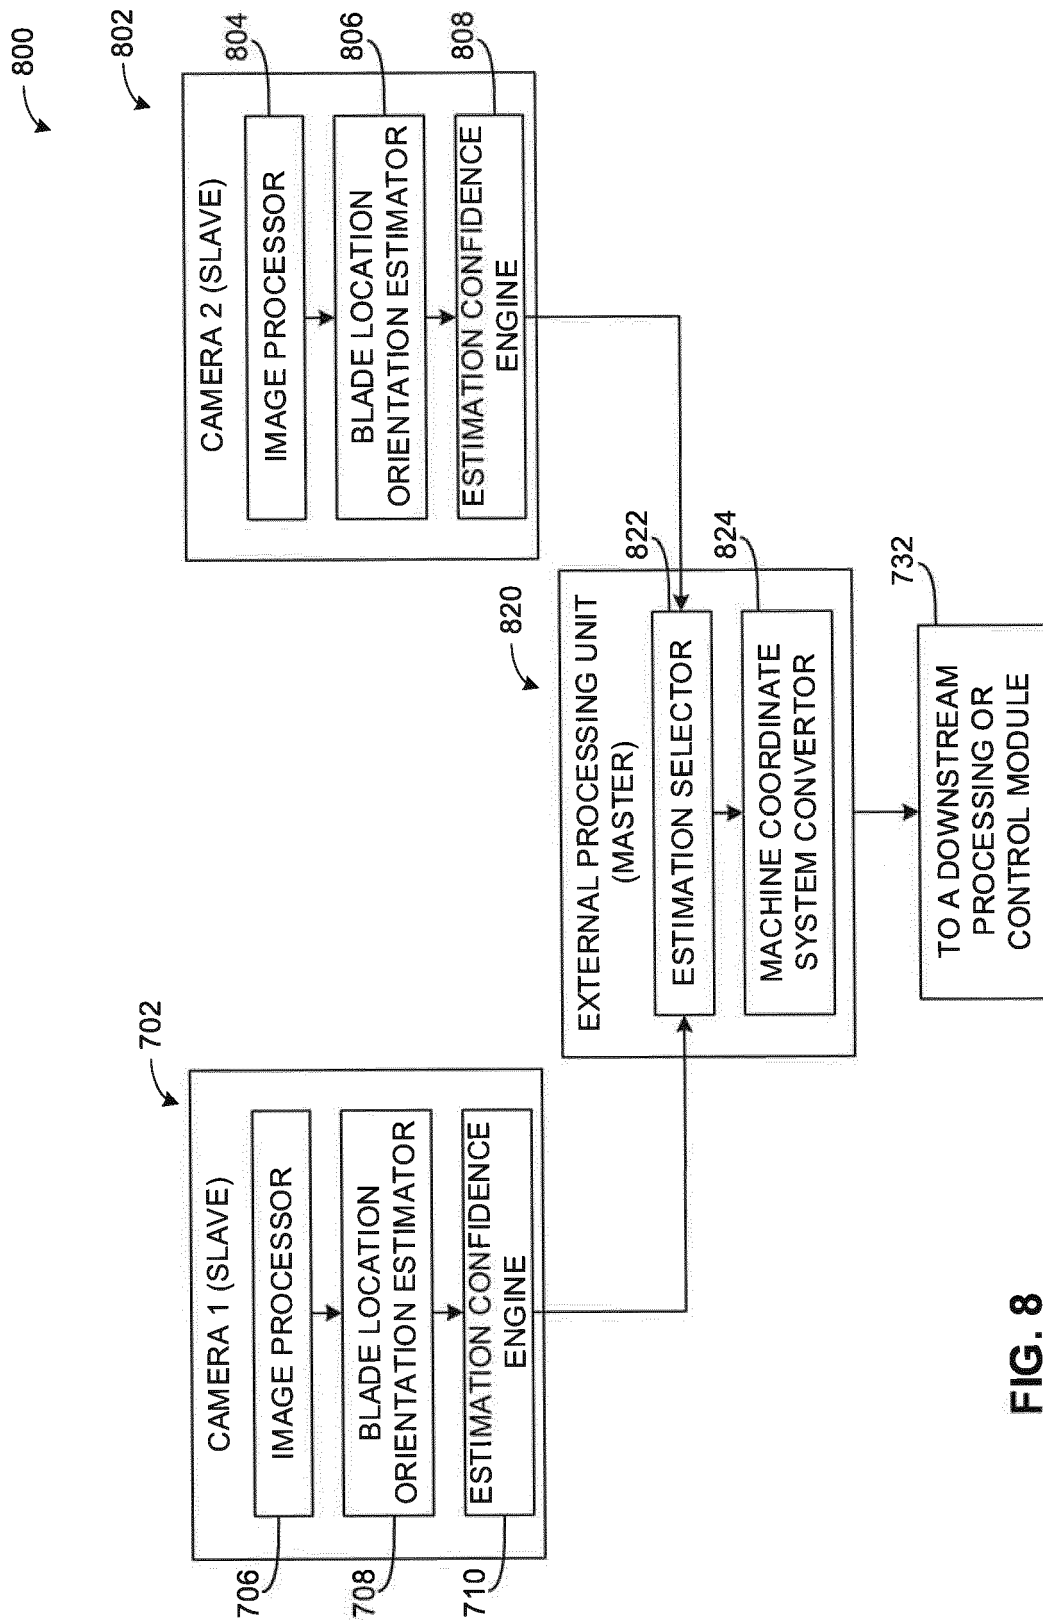 800
702
CAMERA 1 (SLAVE)
706
IMAGE PROCESSOR
708
BLADE LOCATION
ORIENTATION ESTIMATOR
710
ESTIMATION CONFIDENCE
ENGINE
802
CAMERA 2 (SLAVE)
804
IMAGE PROCESSOR
806
BLADE LOCATION
ORIENTATION ESTIMATOR
808
ESTIMATION CONFIDENCE
ENGINE
820
EXTERNAL PROCESSING UNIT
(MASTER)
822
ESTIMATION SELECTOR
824
MACHINE COORDINATE
SYSTEM CONVERTOR
732
TO A DOWNSTREAM
PROCESSING OR
CONTROL MODULE
FIG. 8